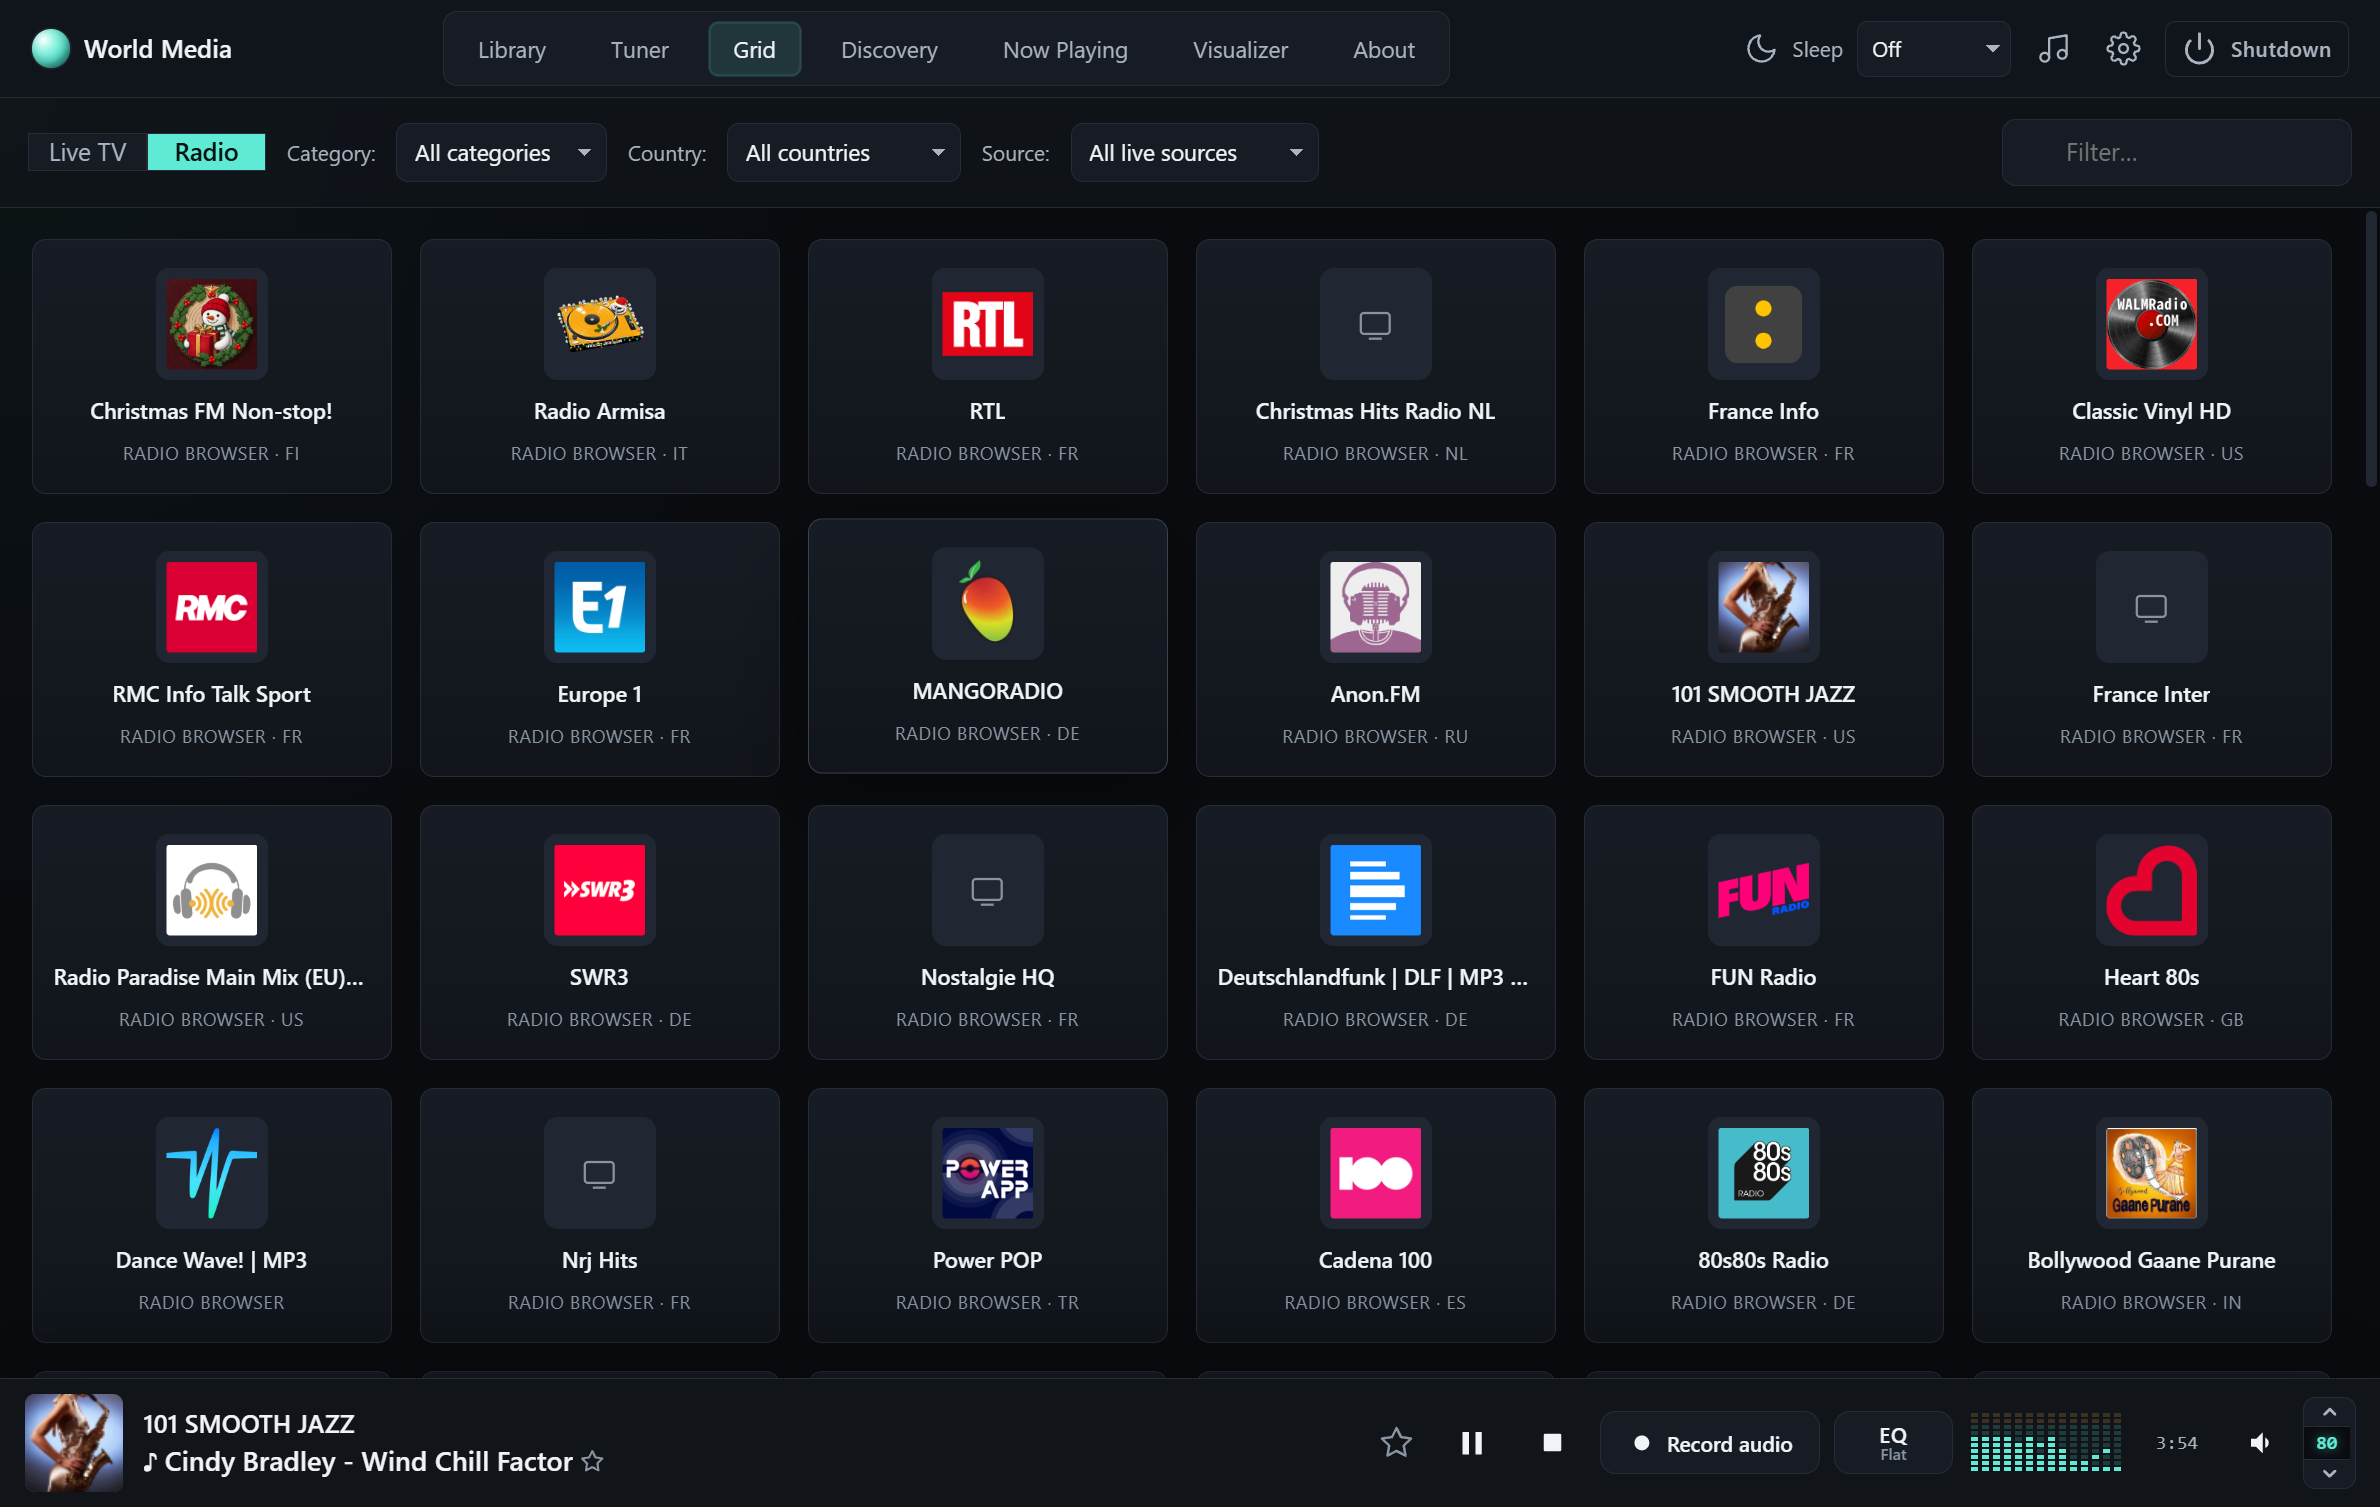 World Media
Library
Tuner
Grid
Discovery
Now Playing
Visualizer
About
Sleep
Off
Shutdown
Live TV
Radio
Category:
All categories
Country:
All countries
Source:
All live sources
Filter...
Christmas FM Non-stop!
RADIO BROWSER · FI
Radio Armisa
RADIO BROWSER · IT
RTL
RTL
RADIO BROWSER · FR
Christmas Hits Radio NL
RADIO BROWSER · NL
France Info
RADIO BROWSER · FR
WALMRadio
.COM
Classic Vinyl HD
RADIO BROWSER · US
RMC
RMC Info Talk Sport
RADIO BROWSER · FR
E1
Europe 1
RADIO BROWSER · FR
MANGORADIO
RADIO BROWSER · DE
Anon.FM
RADIO BROWSER · RU
101 SMOOTH JAZZ
RADIO BROWSER · US
France Inter
RADIO BROWSER · FR
Radio Paradise Main Mix (EU)...
RADIO BROWSER · US
»SWR3
SWR3
RADIO BROWSER · DE
Nostalgie HQ
RADIO BROWSER · FR
Deutschlandfunk | DLF | MP3 ...
RADIO BROWSER · DE
FUN
RADIO
FUN Radio
RADIO BROWSER · FR
Heart 80s
RADIO BROWSER · GB
Dance Wave! | MP3
RADIO BROWSER
Nrj Hits
RADIO BROWSER · FR
POWER
APP
Power POP
RADIO BROWSER · TR
100
Cadena 100
RADIO BROWSER · ES
80s
80s
RADIO
80s80s Radio
RADIO BROWSER · DE
Bollywood
Gaane Purane
Bollywood Gaane Purane
RADIO BROWSER · IN
101 SMOOTH JAZZ
♪ Cindy Bradley - Wind Chill Factor
Record audio
EQ
Flat
3:54
80